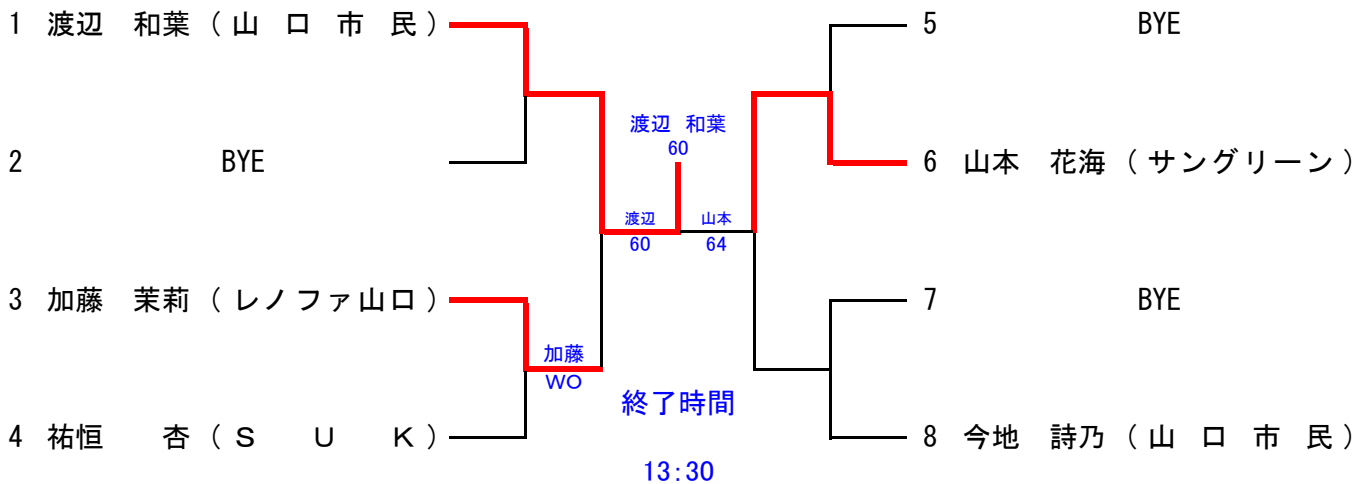 1 渡辺 和葉 ( 山 口 市 民 )
2 BYE
3 加藤 茉莉 ( レノファ山口 )
4 祐恒 杏 ( S U K )
渡辺 和葉
60
渡辺
60
山本
64
加藤
WO
終了時間
13:30
5 BYE
6 山本 花海 ( サングリーン )
7 BYE
8 今地 詩乃 ( 山 口 市 民 )